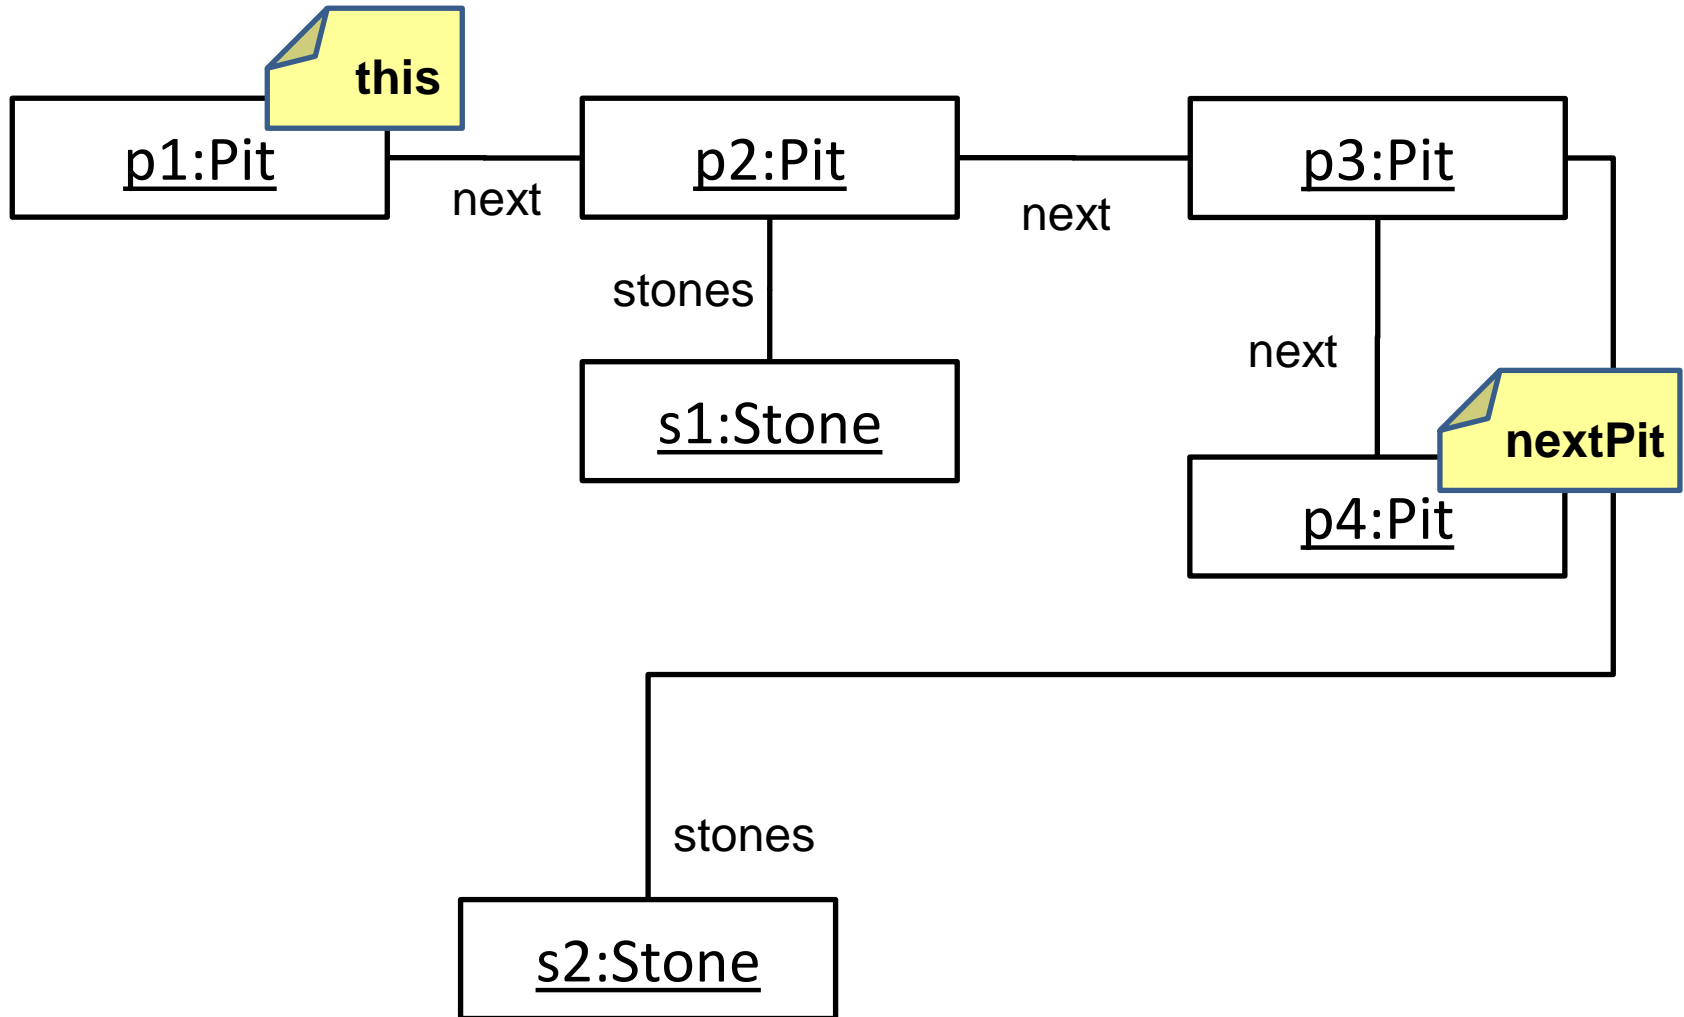 this
p1:Pit
p2:Pit
p3:Pit
next
next
stones
next
s1:Stone
nextPit
p4:Pit
stones
s2:Stone